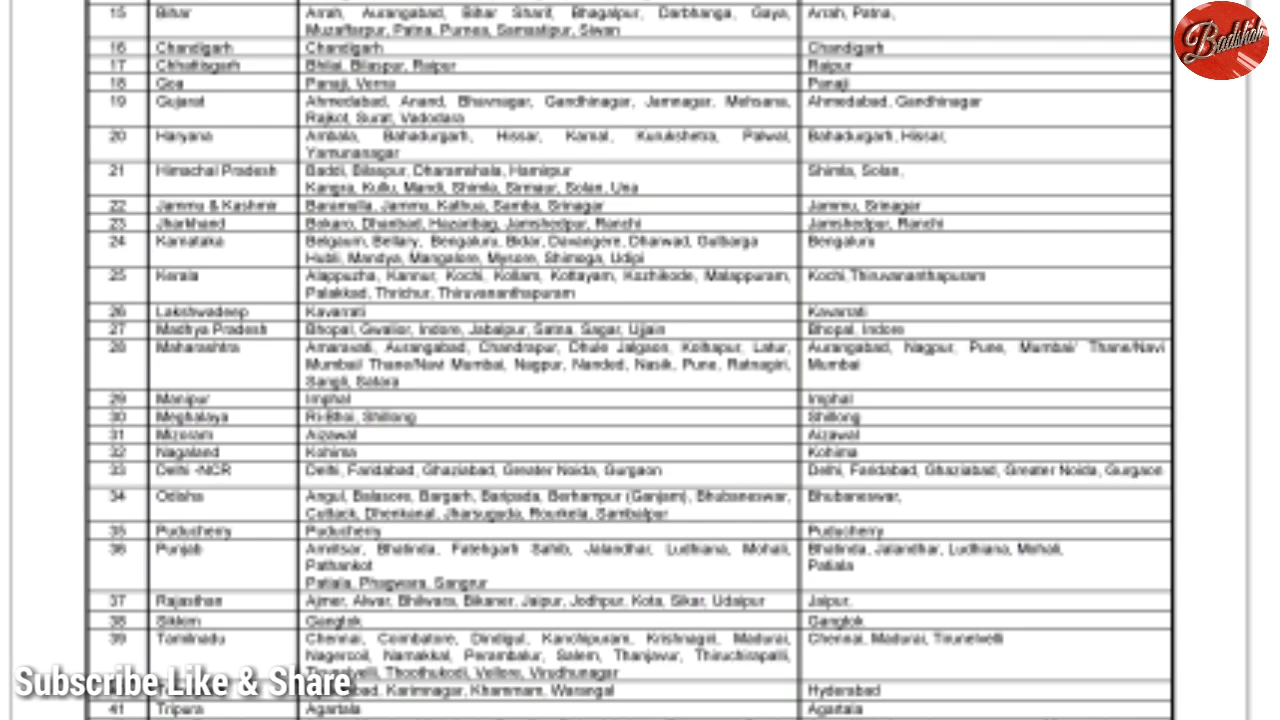 15 Bihar Arrah, Aurangabad, Bihar Sharif, Bhagalpur, Darbhanga, Gaya, Arrah, Patna,
Muzaffarpur, Patna, Purnea, Samastipur, Siwan
Badshah
16 Chandigarh Chandigarh Chandigarh
17 Chhattisgarh Bhilai, Bilaspur, Raipur Raipur
18 Goa Panaji, Verna Panaji
19 Gujarat Ahmedabad, Anand, Bhavnagar, Gandhinagar, Jamnagar, Mehsana, Ahmedabad, Gandhinagar
Rajkot, Surat, Vadodara
20 Haryana Ambala, Bahadurgarh, Hissar, Karnal, Kurukshetra, Palwal, Bahadurgarh, Hissar,
Yamunanagar
21 Himachal Pradesh Baddi, Bilaspur, Dharamshala, Hamirpur Shimla, Solan,
Kangra, Kullu, Mandi, Shimla, Sirmaur, Solan, Una
22 Jammu & Kashmir Baramulla, Jammu, Kathua, Samba, Srinagar Jammu, Srinagar
23 Jharkhand Bokaro, Dhanbad, Hazaribag, Jamshedpur, Ranchi Jamshedpur, Ranchi
24 Karnataka Belgaum, Bellary, Bengaluru, Bidar, Davangere, Dharwad, Gulbarga Bengaluru
Hubli, Mandya, Mangalore, Mysore, Shimoga, Udipi
25 Kerala Alappuzha, Kannur, Kochi, Kollam, Kottayam, Kozhikode, Malappuram, Kochi,Thiruvananthapuram
Palakkad, Thrichur, Thiruvananthapuram
26 Lakshwadeep Kavarrati Kavarrati
27 Madhya Pradesh Bhopal, Gwalior, Indore, Jabalpur, Satna, Sagar, Ujjain Bhopal, Indore
28 Maharashtra Amaravati, Aurangabad, Chandrapur, Dhule Jalgaon, Kolhapur, Latur, Aurangabad, Nagpur, Pune, Mumbai/ Thane/Navi
Mumbai/ Thane/Navi Mumbai, Nagpur, Nanded, Nasik, Pune, Ratnagiri, Mumbai
Sangli, Satara
29 Manipur Imphal Imphal
30 Meghalaya Ri-Bhoi, Shillong Shillong
31 Mizoram Aizawal Aizawal
32 Nagaland Kohima Kohima
33 Delhi -NCR Delhi, Faridabad, Ghaziabad, Greater Noida, Gurgaon Delhi, Faridabad, Ghaziabad, Greater Noida, Gurgaon
34 Odisha Angul, Balasore, Bargarh, Baripada, Berhampur (Ganjam), Bhubaneswar, Bhubaneswar,
Cuttack, Dhenkanal, Jharsuguda, Rourkela, Sambalpur
35 Puducherry Puducherry Puducherry
36 Punjab Amritsar, Bhatinda, Fatehgarh Sahib, Jalandhar, Ludhiana, Mohali, Bhatinda, Jalandhar, Ludhiana, Mohali,
Pathankot Patiala
Patiala, Phagwara, Sangrur
37 Rajasthan Ajmer, Alwar, Bhilwara, Bikaner, Jaipur, Jodhpur, Kota, Sikar, Udaipur Jaipur,
38 Sikkim Gangtok Gangtok
39 Tamilnadu Chennai, Coimbatore, Dindigul, Kanchipuram, Krishnagiri, Madurai, Chennai, Madurai, Tirunelvelli
Nagercoil, Namakkal, Perambalur, Salem, Thanjavur, Thiruchirapalli,
Thoothukodi, Vellore, Virudhunagar
Subscribe Like & Share
Karimnagar, Khammam, Warangal Hyderabad
41 Tripura Agartala Agartala